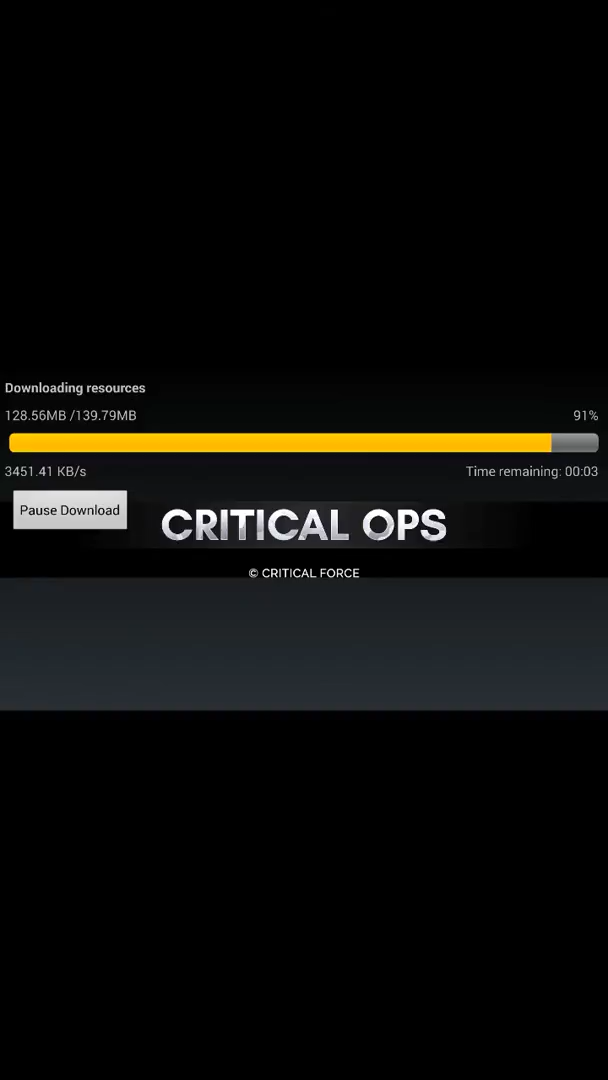 Downloading resources
128.56MB /139.79MB 91%
3451.41 KB/s Time remaining: 00:03
Pause Download
CRITICAL OPS
© CRITICAL FORCE